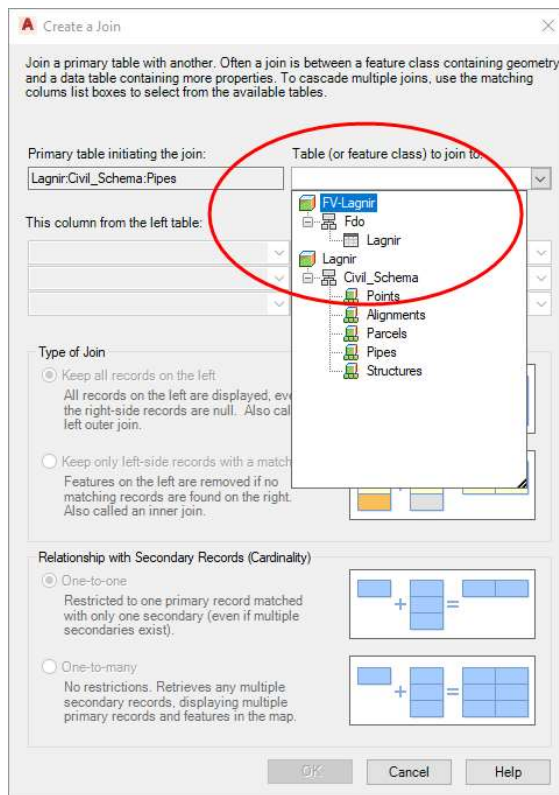 Create a Join
Join a primary table with another. Often a join is between a feature class containing geometry
and a data table containing more properties. To cascade multiple joins, use the matching
colums list boxes to select from the available tables.
Primary table initiating the join:
Table (or feature class) to join to:
Lagnir:Civil_Schema:Pipes
FV-Lagnir
Fdo
Lagnir
Lagnir
Civil_Schema
Points
Alignments
Parcels
Pipes
Structures
This column from the left table:
Type of Join
Keep all records on the left
All records on the left are displayed, eve
the right-side records are null. Also cal
left outer join.
Keep only left-side records with a match
Features on the left are removed if no
matching records are found on the right.
Also called an inner join.
Relationship with Secondary Records (Cardinality)
One-to-one
Restricted to one primary record matched
with only one secondary (even if multiple
secondaries exist).
One-to-many
No restrictions. Retrieves any multiple
secondary records, displaying multiple
primary records and features in the map.
OK
Cancel
Help